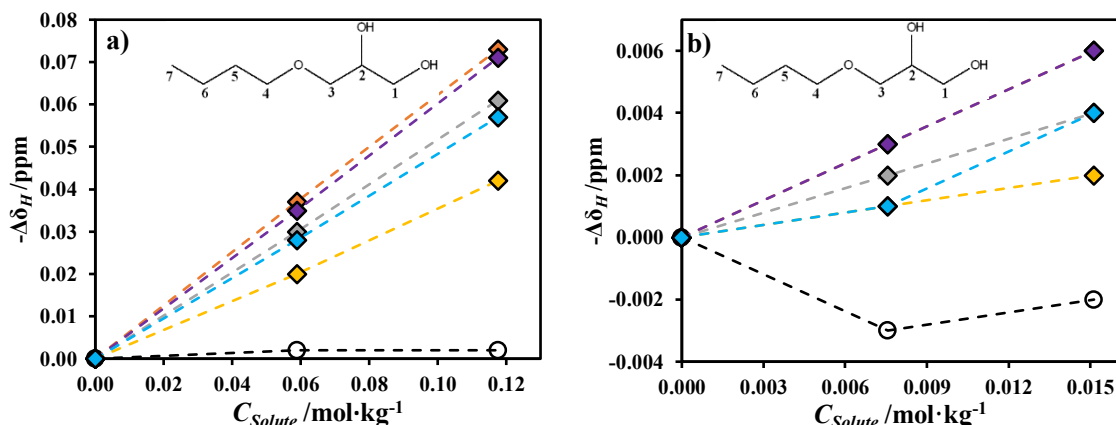 a)
OH
OH
O
7
6
5
4
3
2
1
0.08
0.07
0.06
0.05
0.04
0.03
0.02
0.01
0.00
-Δδ_H /ppm
0.00 0.02 0.04 0.06 0.08 0.10 0.12
C_Solute /mol·kg⁻¹
b)
OH
OH
O
7
6
5
4
3
2
1
0.006
0.004
0.002
0.000
-0.002
-0.004
-Δδ_H /ppm
0.000 0.003 0.006 0.009 0.012 0.015
C_Solute /mol·kg⁻¹